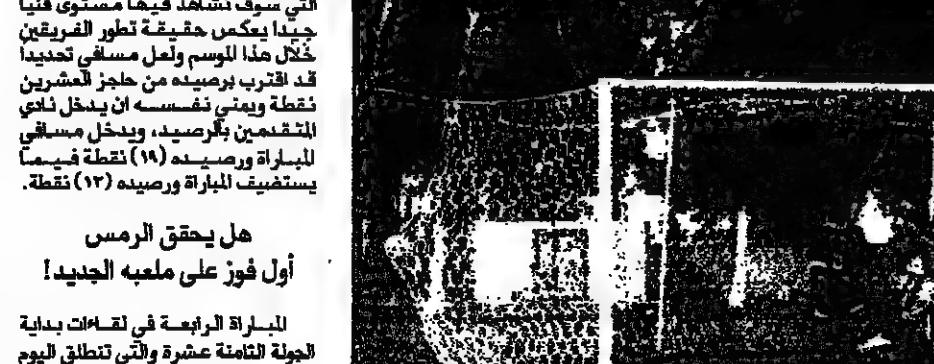 التي سوف نشاهد فيها مستوى فنيا
جيدا يعكس حقيقة تطور الفريقين
خلال هذا الموسم ولعل مسافي تحديدا
قد اقترب برصيده من حاجز العشرين
نقطة ويمني نفسه ان يدخل نادي
المتقدمين بالرصيد، ويدخل مسافي
المباراة ورصيده (١٩) نقطة فيما
يستضيف المباراة ورصيده (١٣) نقطة.
هل يحقق الرمس
أول فوز على ملعبه الجديد!
المباراة الرابعة في لقاءات بداية
الجولة الثامنة عشرة والتي تنطلق اليوم